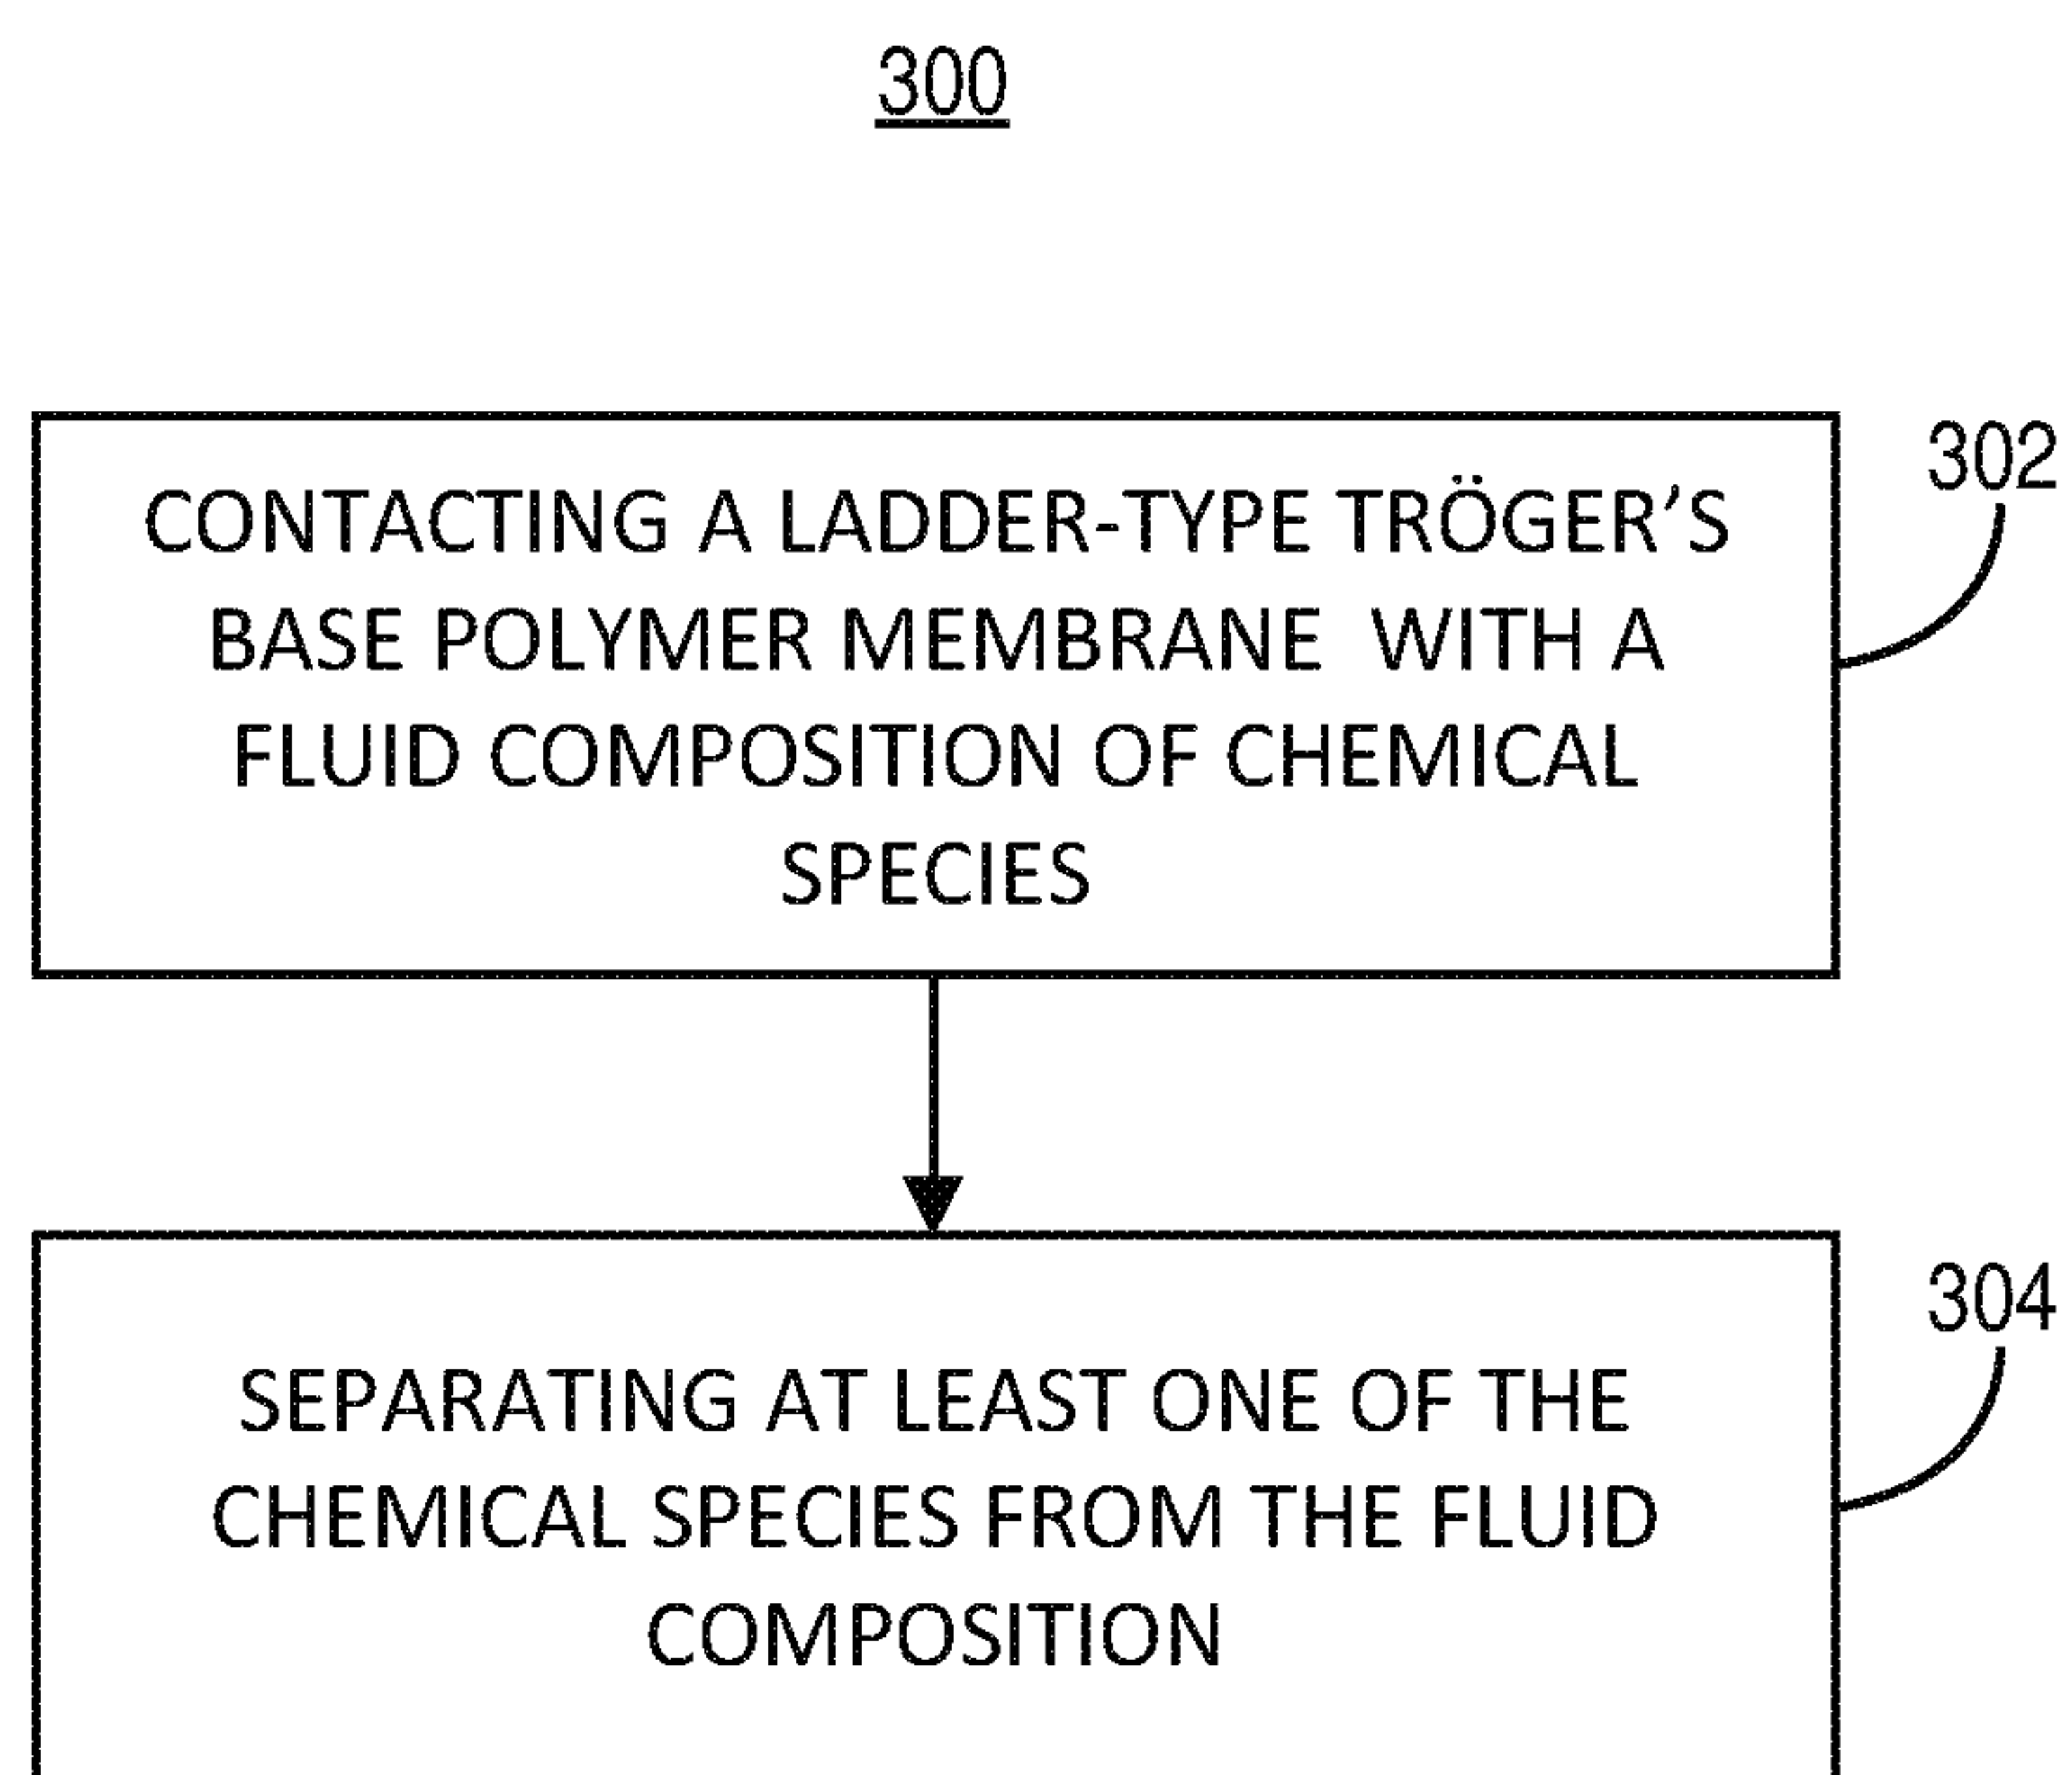 300
302
CONTACTING A LADDER-TYPE TRÖGER’S
BASE POLYMER MEMBRANE WITH A
FLUID COMPOSITION OF CHEMICAL
SPECIES
304
SEPARATING AT LEAST ONE OF THE
CHEMICAL SPECIES FROM THE FLUID
COMPOSITION